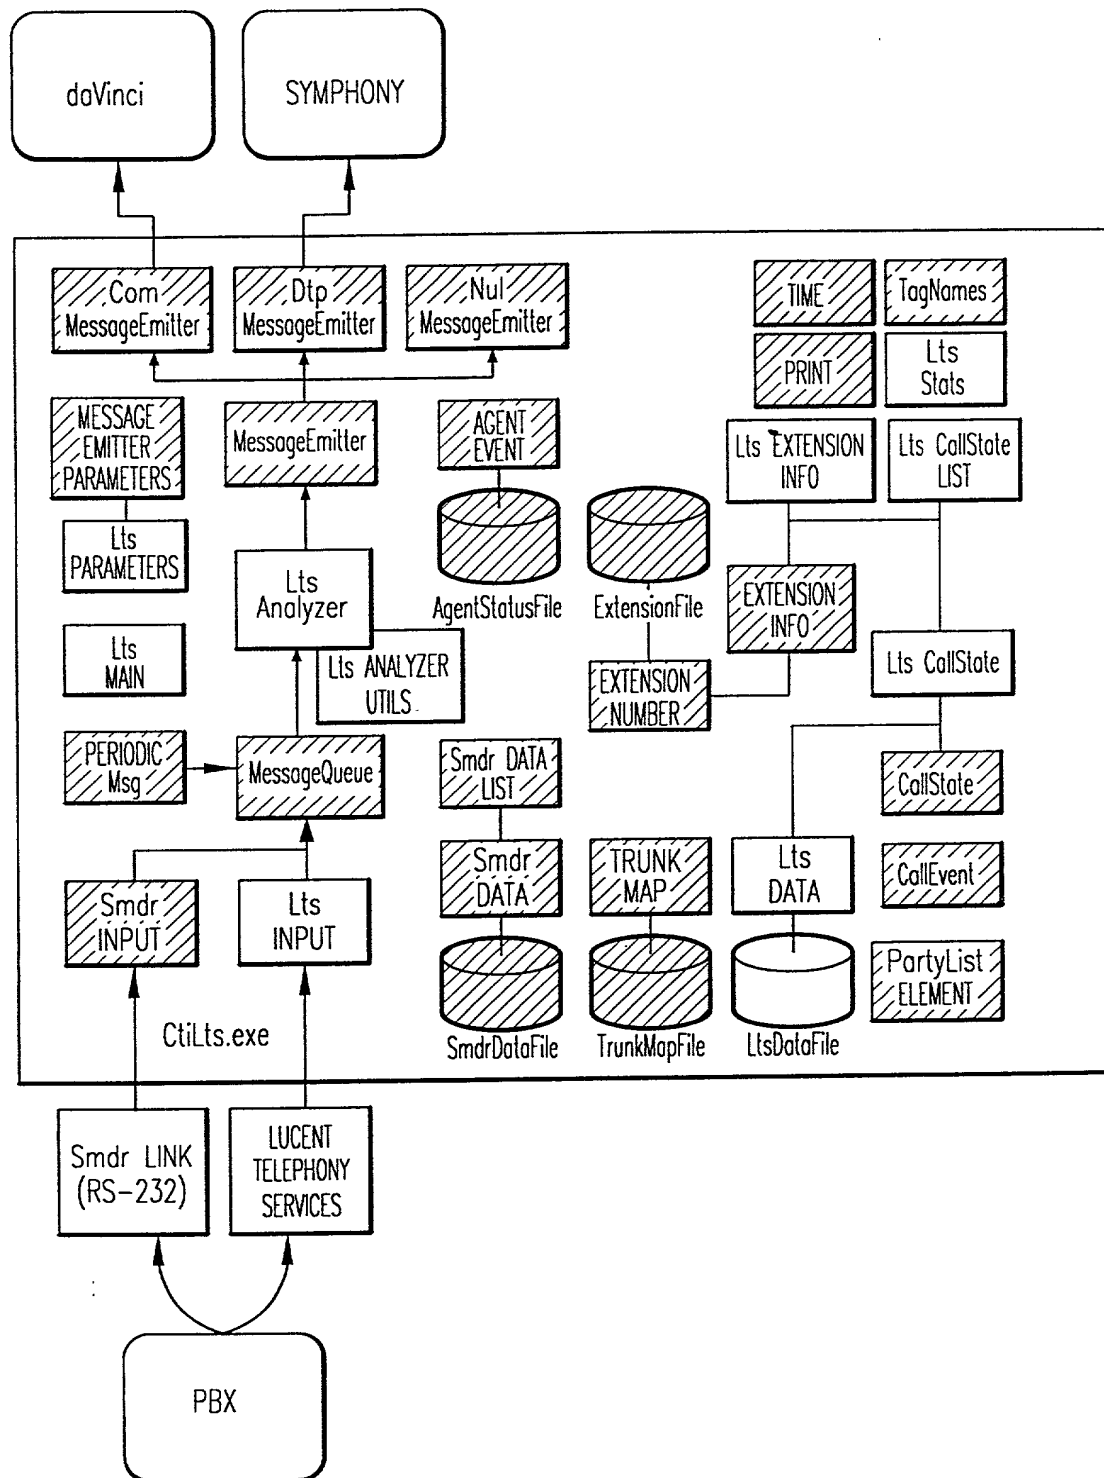 daVinci
SYMPHONY
Com
MessageEmitter
Dtp
MessageEmitter
Nul
MessageEmitter
TIME
TagNames
PRINT
Lts
Stats
MESSAGE
EMITTER
PARAMETERS
MessageEmitter
AGENT
EVENT
Lts EXTENSION
INFO
Lts CallState
LIST
Lts
PARAMETERS
Lts
Analyzer
AgentStatusFile
ExtensionFile
EXTENSION
INFO
Lts
MAIN
Lts ANALYZER
UTILS
EXTENSION
NUMBER
Lts CallState
PERIODIC
Msg
MessageQueue
Smdr DATA
LIST
CallState
Smdr
INPUT
Lts
INPUT
Smdr
DATA
TRUNK
MAP
Lts
DATA
CallEvent
PartyList
ELEMENT
CtiLts.exe
SmdrDataFile
TrunkMapFile
LtsDataFile
Smdr LINK
(RS-232)
LUCENT
TELEPHONY
SERVICES
PBX